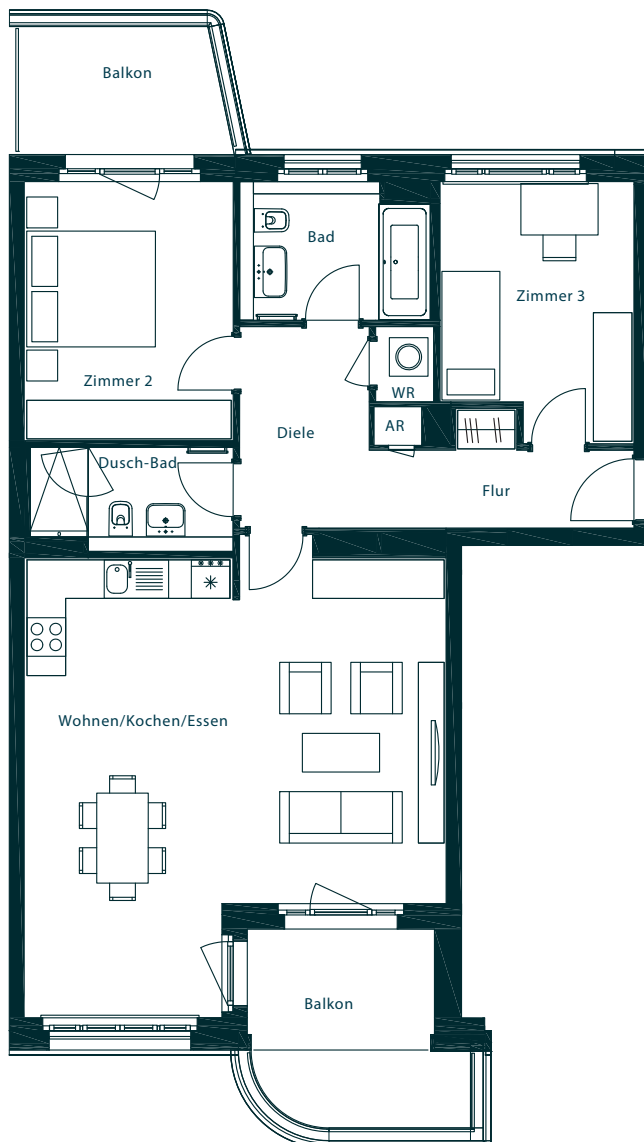 Balkon
Bad
Zimmer 3
Zimmer 2
WR
AR
Diele
Dusch-Bad
Flur
Wohnen/Kochen/Essen
Balkon